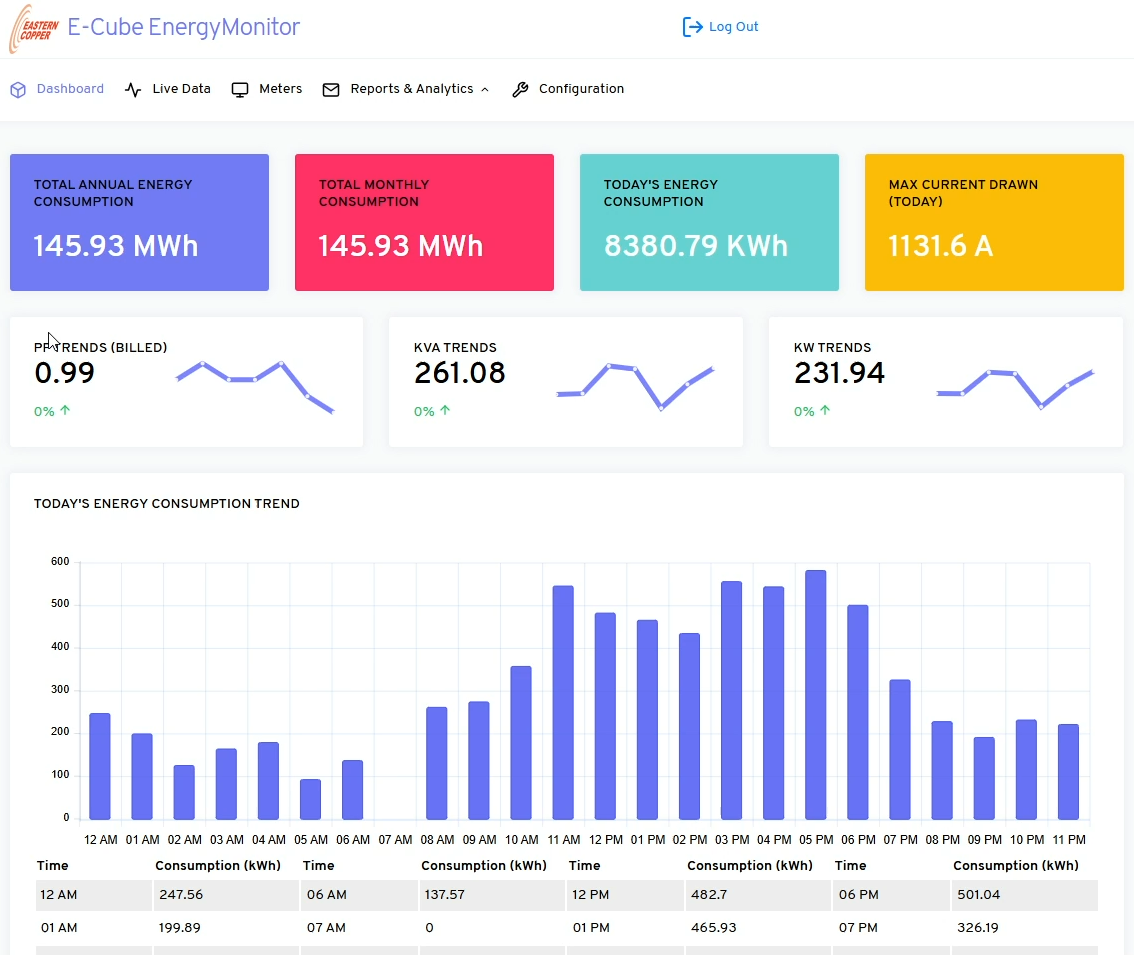 EASTERN
COPPER
E-Cube EnergyMonitor
Log Out
Dashboard
Live Data
Meters
Reports & Analytics
Configuration
TOTAL ANNUAL ENERGY
CONSUMPTION
145.93 MWh
TOTAL MONTHLY
CONSUMPTION
145.93 MWh
TODAY'S ENERGY
CONSUMPTION
8380.79 KWh
MAX CURRENT DRAWN
(TODAY)
1131.6 A
PF TRENDS (BILLED)
0.99
0%
KVA TRENDS
261.08
0%
KW TRENDS
231.94
0%
TODAY'S ENERGY CONSUMPTION TREND
600
500
400
300
200
100
0
12 AM 01 AM 02 AM 03 AM 04 AM 05 AM 06 AM 07 AM 08 AM 09 AM 10 AM 11 AM 12 PM 01 PM 02 PM 03 PM 04 PM 05 PM 06 PM 07 PM 08 PM 09 PM 10 PM 11 PM
Time Consumption (kWh) Time Consumption (kWh) Time Consumption (kWh) Time Consumption (kWh)
12 AM 247.56 06 AM 137.57 12 PM 482.7 06 PM 501.04
01 AM 199.89 07 AM 0 01 PM 465.93 07 PM 326.19